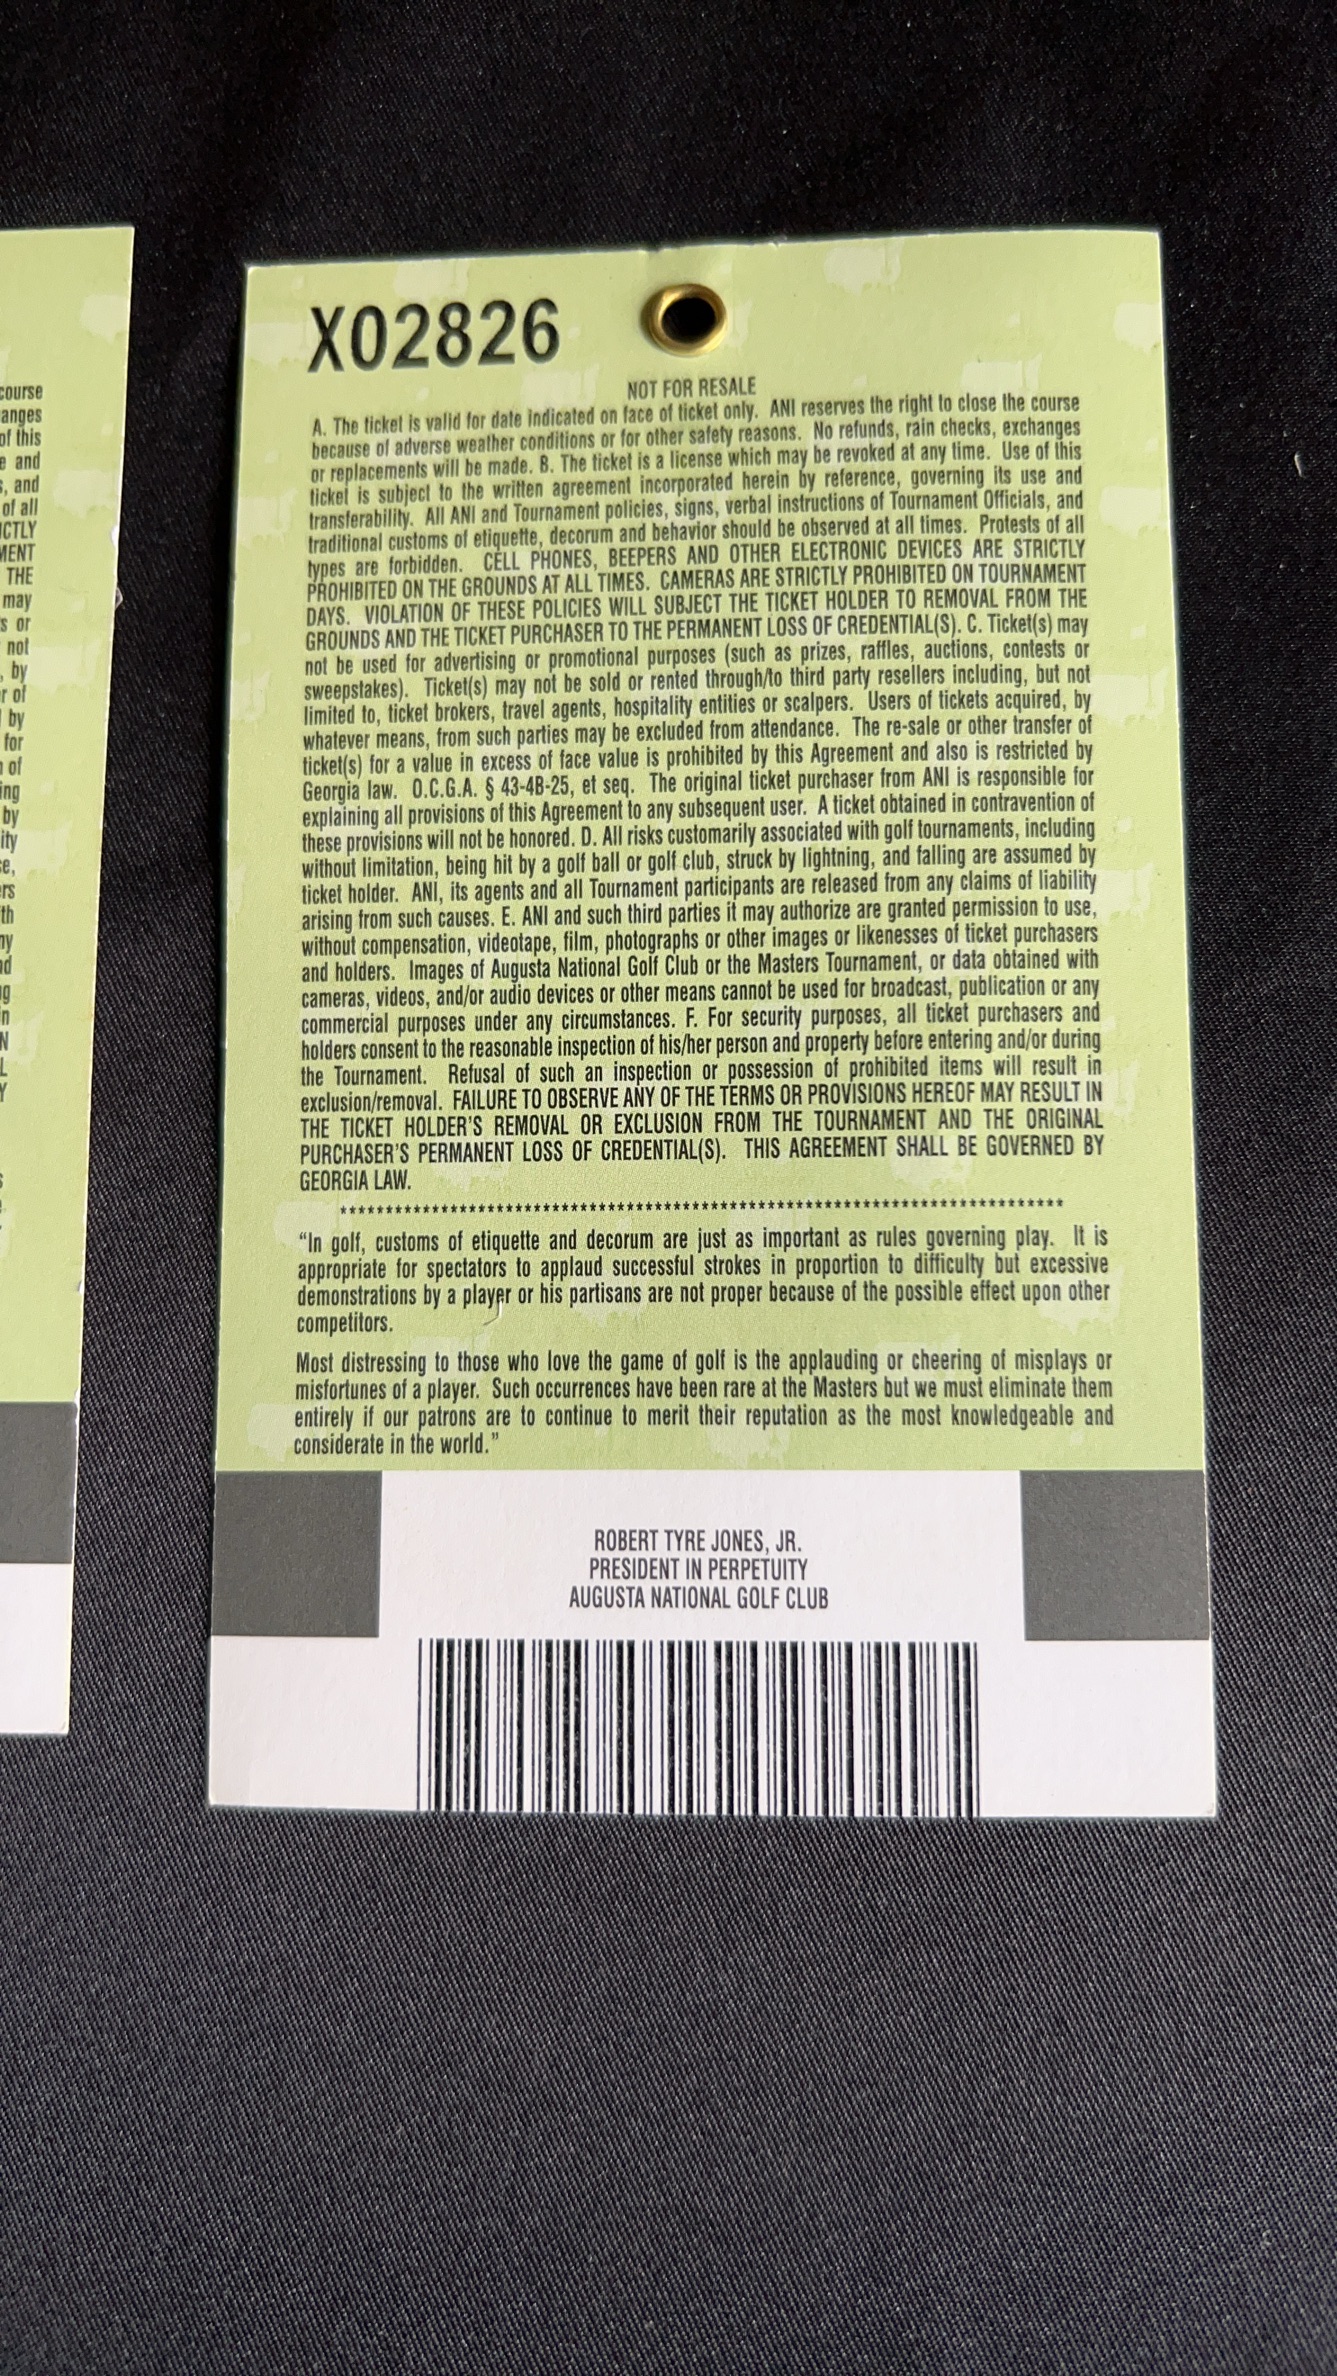 X02826
NOT FOR RESALE
A. The ticket is valid for date indicated on face of ticket only. ANI reserves the right to close the course
because of adverse weather conditions or for other safety reasons. No refunds, rain checks, exchanges
or replacements will be made. B. The ticket is a license which may be revoked at any time. Use of this
ticket is subject to the written agreement incorporated herein by reference, governing its use and
transferability. All ANI and Tournament policies, signs, verbal instructions of Tournament Officials, and
traditional customs of etiquette, decorum and behavior should be observed at all times. Protests of all
types are forbidden. CELL PHONES, BEEPERS AND OTHER ELECTRONIC DEVICES ARE STRICTLY
PROHIBITED ON THE GROUNDS AT ALL TIMES. CAMERAS ARE STRICTLY PROHIBITED ON TOURNAMENT
DAYS. VIOLATION OF THESE POLICIES WILL SUBJECT THE TICKET HOLDER TO REMOVAL FROM THE
GROUNDS AND THE TICKET PURCHASER TO THE PERMANENT LOSS OF CREDENTIAL(S). C. Ticket(s) may
not be used for advertising or promotional purposes (such as prizes, raffles, auctions, contests or
sweepstakes). Ticket(s) may not be sold or rented through/to third party resellers including, but not
limited to, ticket brokers, travel agents, hospitality entities or scalpers. Users of tickets acquired, by
whatever means, from such parties may be excluded from attendance. The re-sale or other transfer of
ticket(s) for a value in excess of face value is prohibited by this Agreement and also is restricted by
Georgia law. O.C.G.A. § 43-4B-25, et seq. The original ticket purchaser from ANI is responsible for
explaining all provisions of this Agreement to any subsequent user. A ticket obtained in contravention of
these provisions will not be honored. D. All risks customarily associated with golf tournaments, including
without limitation, being hit by a golf ball or golf club, struck by lightning, and falling are assumed by
ticket holder. ANI, its agents and all Tournament participants are released from any claims of liability
arising from such causes. E. ANI and such third parties it may authorize are granted permission to use,
without compensation, videotape, film, photographs or other images or likenesses of ticket purchasers
and holders. Images of Augusta National Golf Club or the Masters Tournament, or data obtained with
cameras, videos, and/or audio devices or other means cannot be used for broadcast, publication or any
commercial purposes under any circumstances. F. For security purposes, all ticket purchasers and
holders consent to the reasonable inspection of his/her person and property before entering and/or during
the Tournament. Refusal of such an inspection or possession of prohibited items will result in
exclusion/removal. FAILURE TO OBSERVE ANY OF THE TERMS OR PROVISIONS HEREOF MAY RESULT IN
THE TICKET HOLDER'S REMOVAL OR EXCLUSION FROM THE TOURNAMENT AND THE ORIGINAL
PURCHASER'S PERMANENT LOSS OF CREDENTIAL(S). THIS AGREEMENT SHALL BE GOVERNED BY
GEORGIA LAW.
"In golf, customs of etiquette and decorum are just as important as rules governing play. It is
appropriate for spectators to applaud successful strokes in proportion to difficulty but excessive
demonstrations by a player or his partisans are not proper because of the possible effect upon other
competitors.
Most distressing to those who love the game of golf is the applauding or cheering of misplays or
misfortunes of a player. Such occurrences have been rare at the Masters but we must eliminate them
entirely if our patrons are to continue to merit their reputation as the most knowledgeable and
considerate in the world."
ROBERT TYRE JONES, JR.
PRESIDENT IN PERPETUITY
AUGUSTA NATIONAL GOLF CLUB